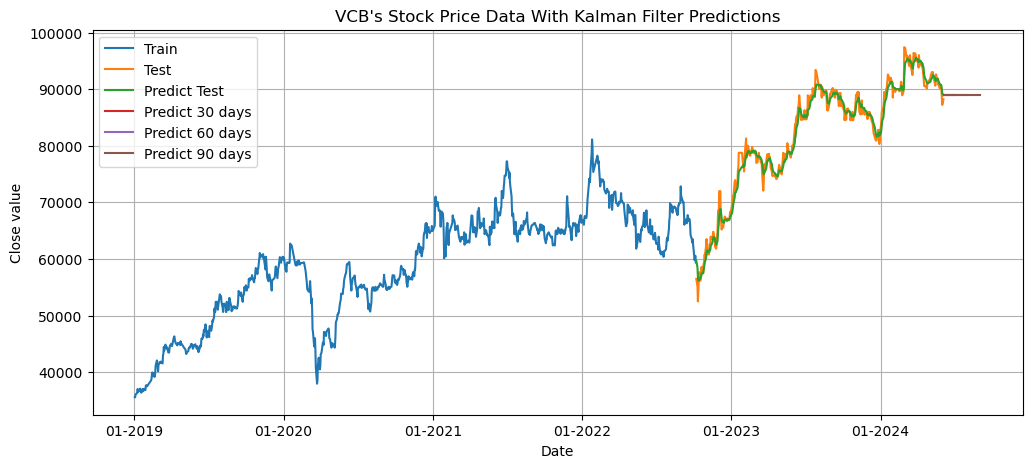 VCB's Stock Price Data With Kalman Filter Predictions
100000
90000
80000
70000
60000
50000
40000
Close value
Train
Test
Predict Test
Predict 30 days
Predict 60 days
Predict 90 days
01-2019
01-2020
01-2021
01-2022
01-2023
01-2024
Date